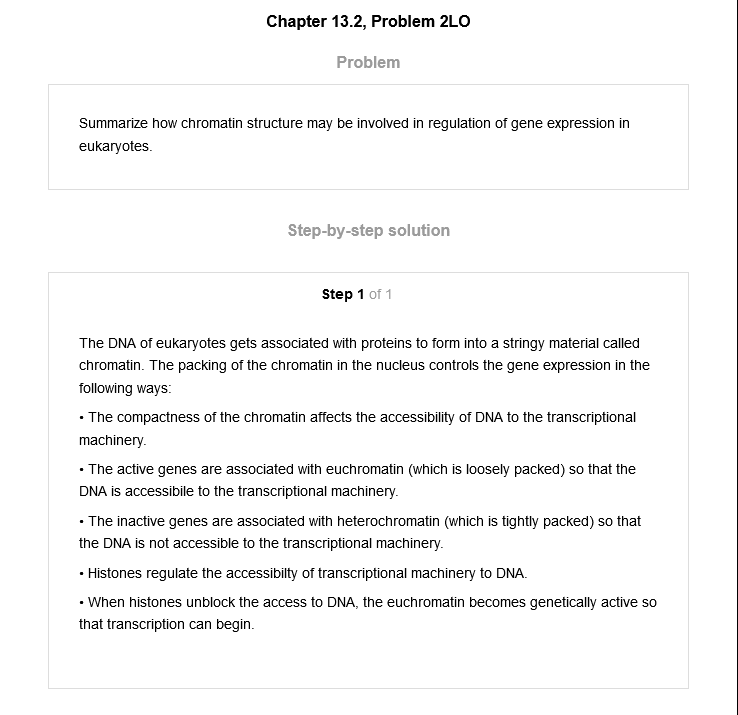 Chapter 13.2, Problem 2LO
Problem
Summarize how chromatin structure may be involved in regulation of gene expression in
eukaryotes.
Step-by-step solution
Step 1 of 1
The DNA of eukaryotes gets associated with proteins to form into a stringy material called
chromatin. The packing of the chromatin in the nucleus controls the gene expression in the
following ways:
• The compactness of the chromatin affects the accessibility of DNA to the transcriptional
machinery.
• The active genes are associated with euchromatin (which is loosely packed) so that the
DNA is accessibile to the transcriptional machinery.
• The inactive genes are associated with heterochromatin (which is tightly packed) so that
the DNA is not accessible to the transcriptional machinery.
• Histones regulate the accessibilty of transcriptional machinery to DNA.
• When histones unblock the access to DNA, the euchromatin becomes genetically active so
that transcription can begin.